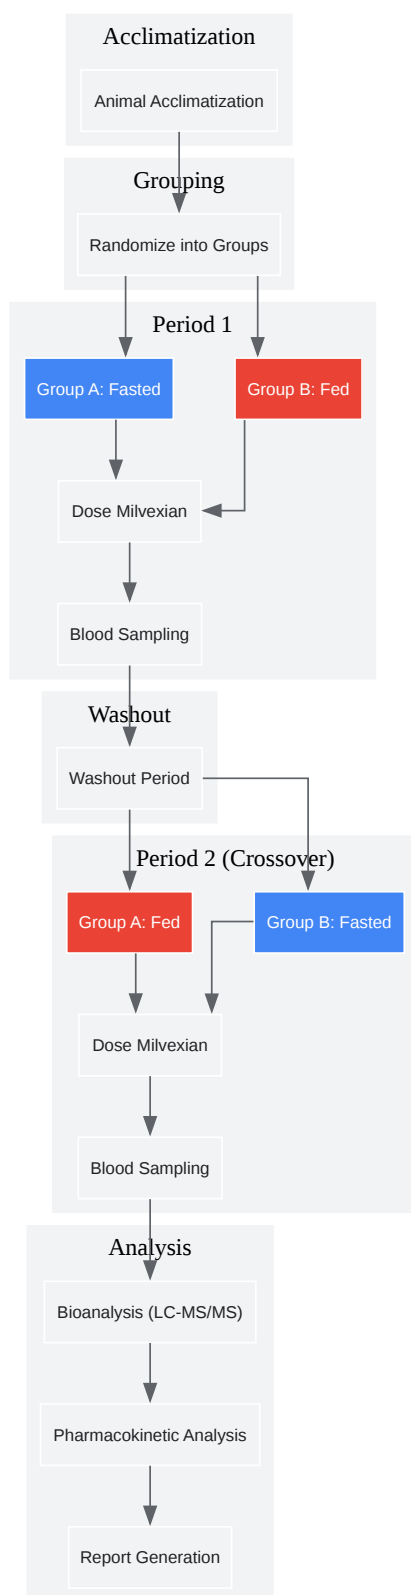 Acclimatization
Animal Acclimatization
Grouping
Randomize into Groups
Period 1
Group A: Fasted
Group B: Fed
Dose Milvexian
Blood Sampling
Washout
Washout Period
Period 2 (Crossover)
Group A: Fed
Group B: Fasted
Dose Milvexian
Blood Sampling
Analysis
Bioanalysis (LC-MS/MS)
Pharmacokinetic Analysis
Report Generation